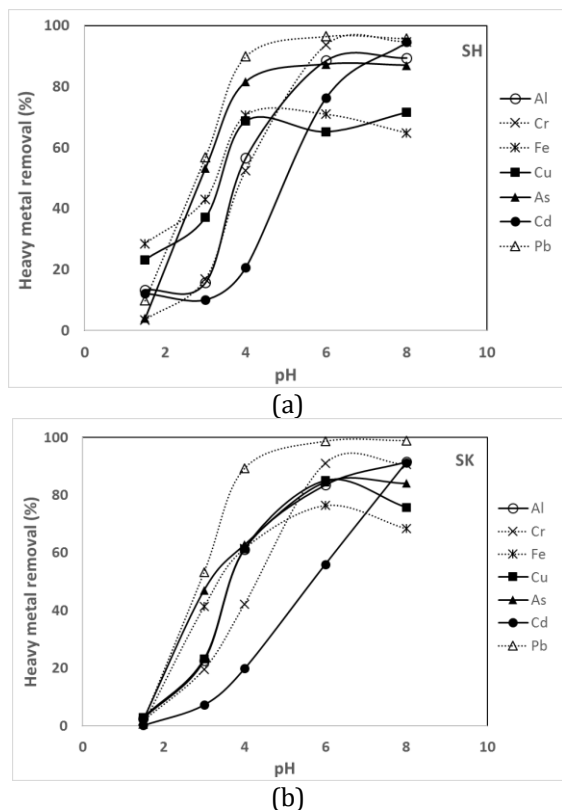 100
SH
80
60
40
20
0
Heavy metal removal (%)
0 2 4 6 8 10
pH
Al
Cr
Fe
Cu
As
Cd
Pb
(a)
100
SK
80
60
40
20
0
Heavy metal removal (%)
0 2 4 6 8 10
pH
Al
Cr
Fe
Cu
As
Cd
Pb
(b)